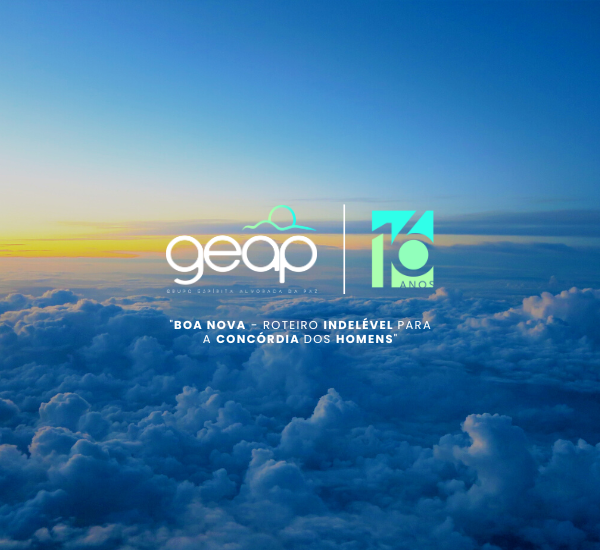 geap
GRUPO ESPÍRITA ALVORADA DA PAZ
16
ANOS
"BOA NOVA - ROTEIRO INDELÉVEL PARA
A CONCÓRDIA DOS HOMENS"